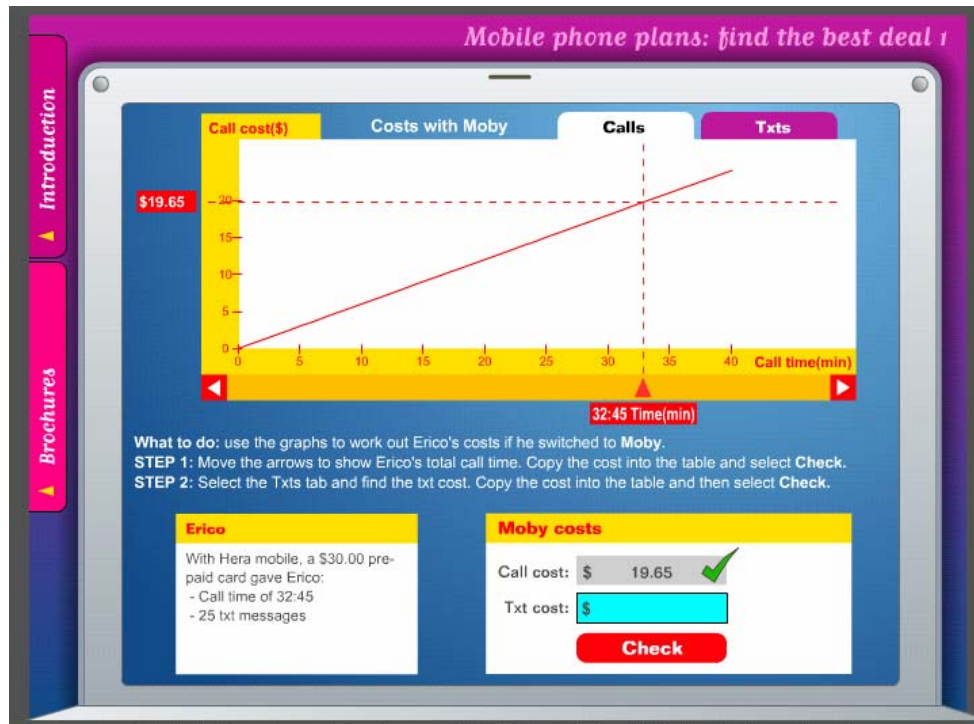 Mobile phone plans: find the best deal 1
Introduction
Brochures
Call cost($)
Costs with Moby
Calls
Txts
$19.65
20
15
10
5
0
0 5 10 15 20 25 30 35 40 Call time(min)
32:45 Time(min)
What to do: use the graphs to work out Erico's costs if he switched to Moby.
STEP 1: Move the arrows to show Erico's total call time. Copy the cost into the table and select Check.
STEP 2: Select the Txts tab and find the txt cost. Copy the cost into the table and then select Check.
Erico
With Hera mobile, a $30.00 pre-
paid card gave Erico:
- Call time of 32:45
- 25 txt messages
Moby costs
Call cost: $ 19.65
Txt cost: $
Check